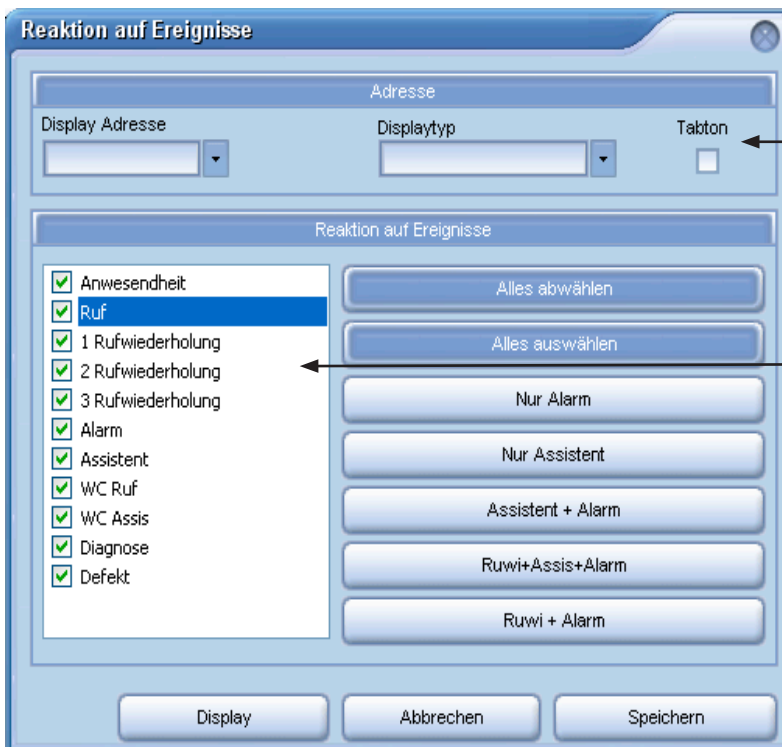 Reaktion auf Ereignisse
Adresse
Display Adresse
Displaytyp
Tabton
Reaktion auf Ereignisse
Anwesendheit
Ruf
1 Rufwiederholung
2 Rufwiederholung
3 Rufwiederholung
Alarm
Assistent
WC Ruf
WC Assis
Diagnose
Defekt
Alles abwählen
Alles auswählen
Nur Alarm
Nur Assistent
Assistent + Alarm
Ruwi+Assis+Alarm
Ruwi + Alarm
Display
Abbrechen
Speichern